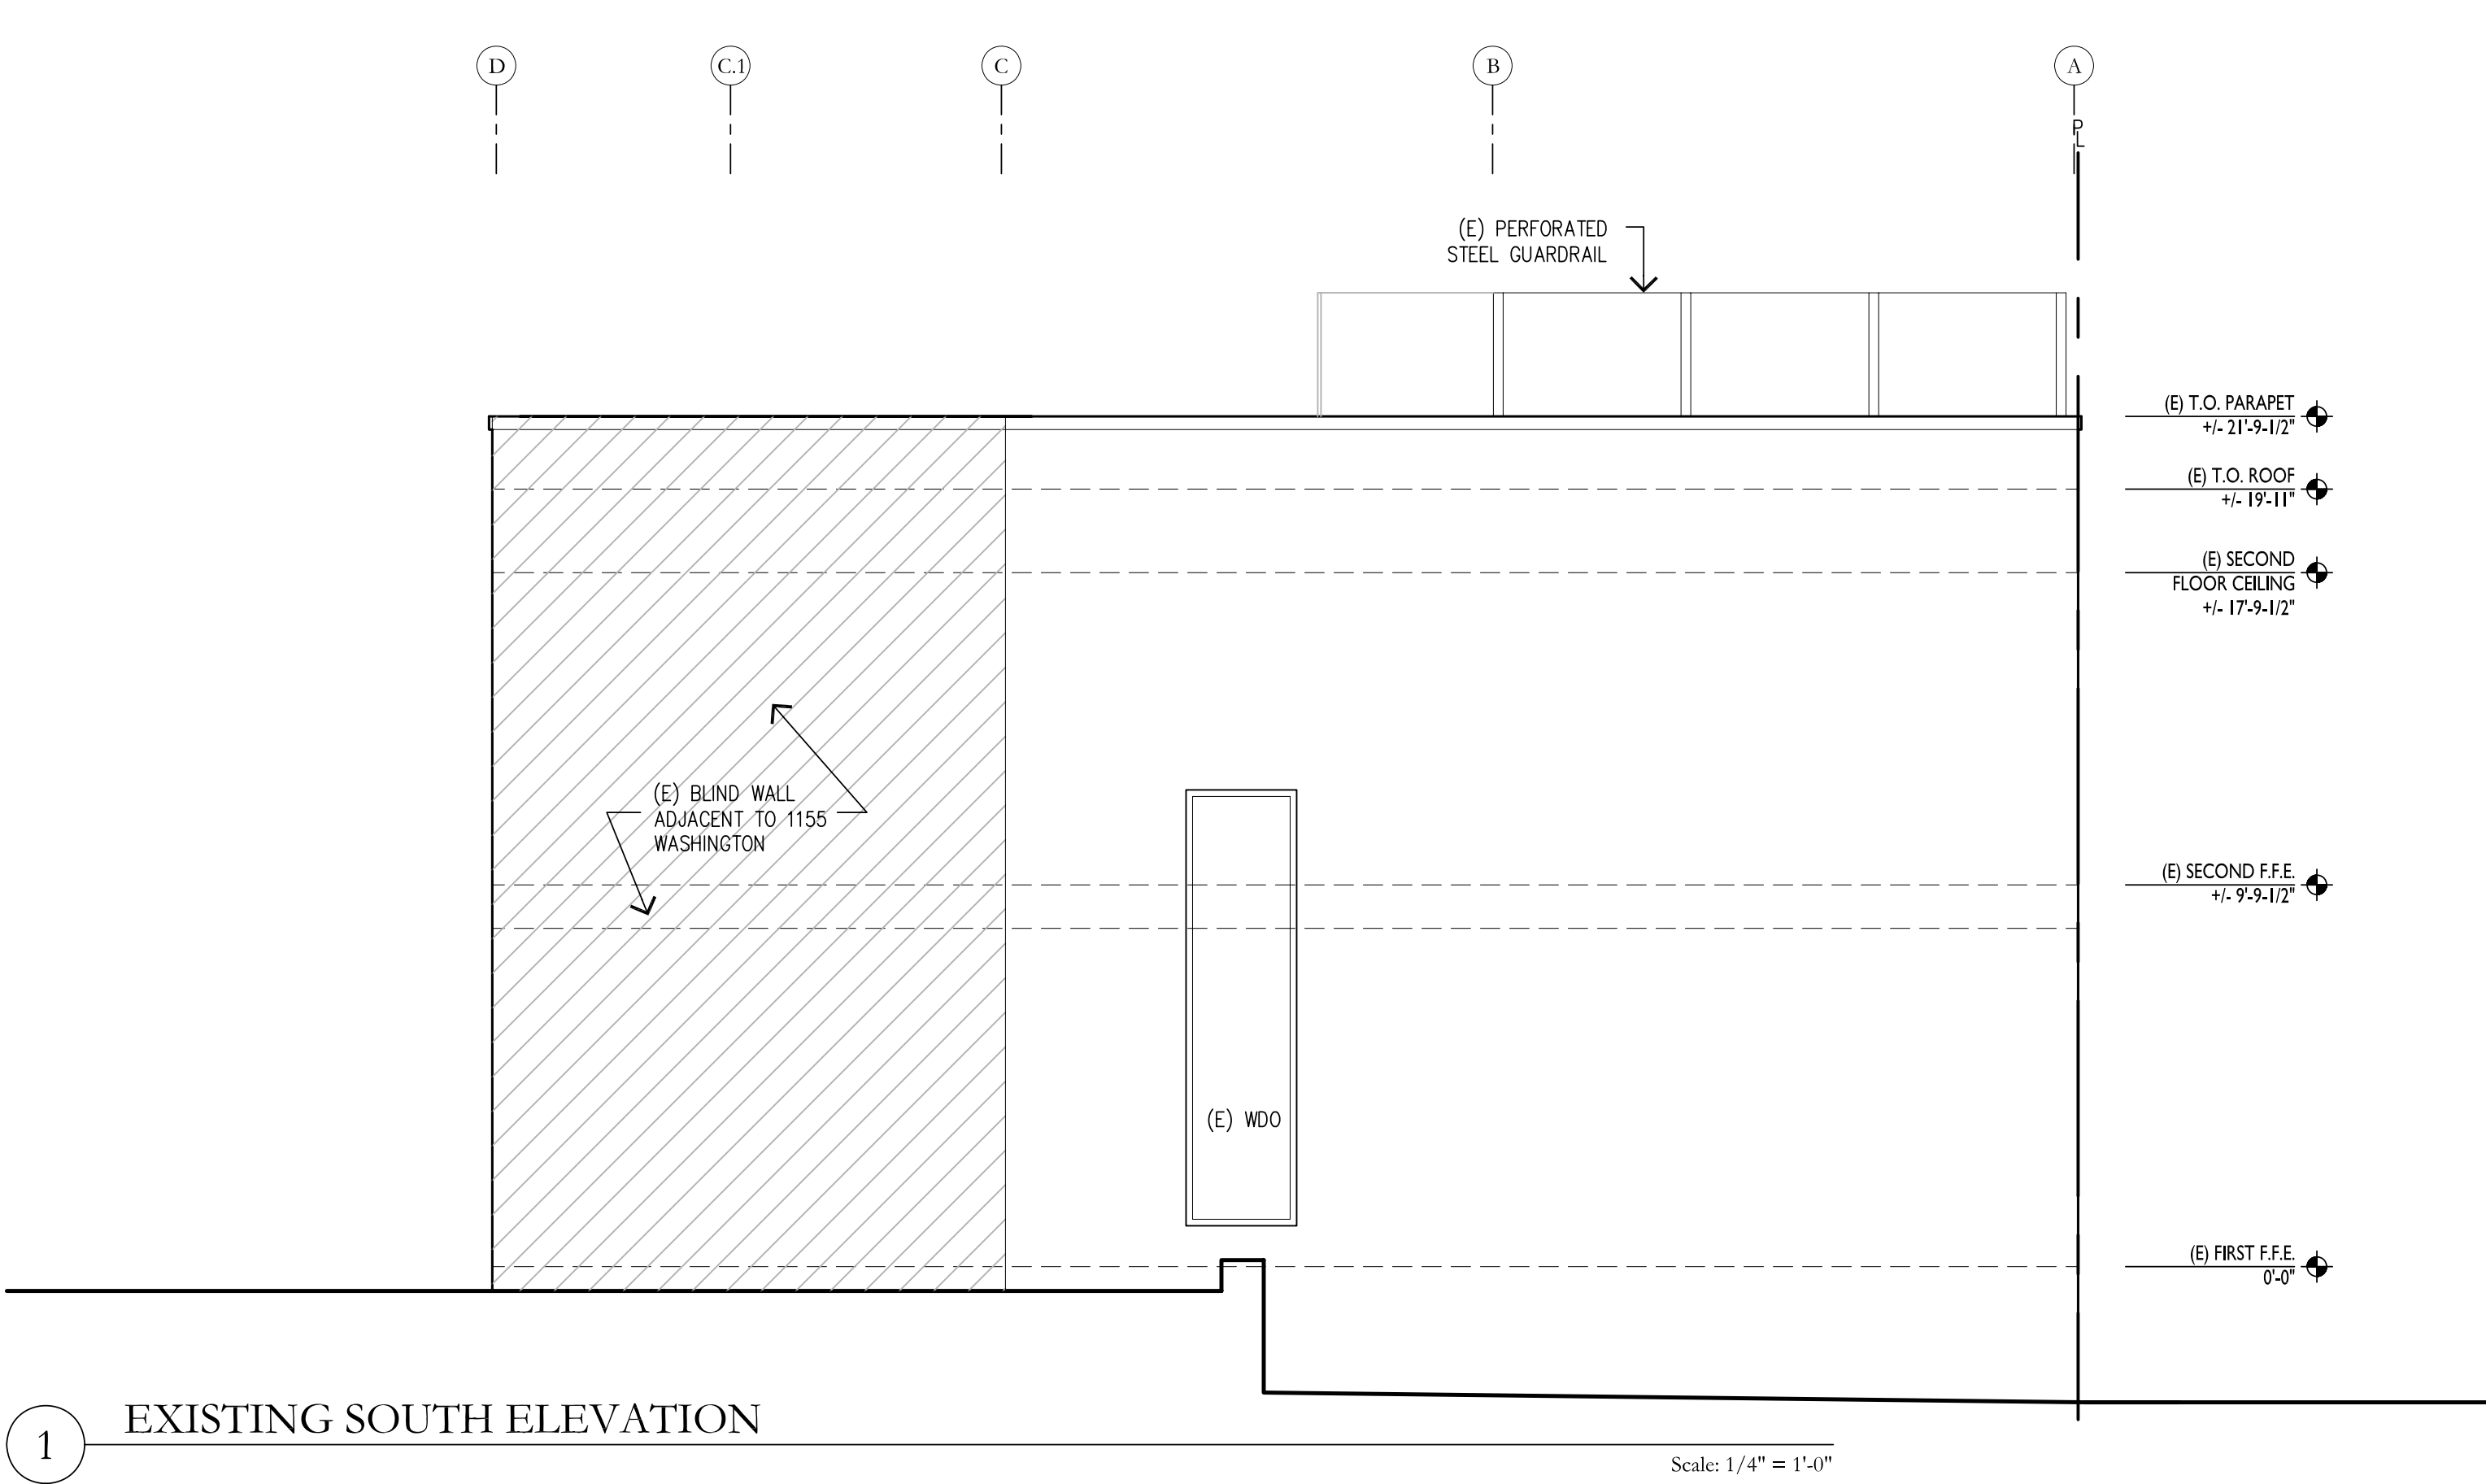 D
C.1
C
B
A
PL
(E) PERFORATED
STEEL GUARDRAIL
(E) T.O. PARAPET
+/- 21'-9-1/2"
(E) T.O. ROOF
+/- 19'-11"
(E) SECOND
FLOOR CEILING
+/- 17'-9-1/2"
(E) BLIND WALL
ADJACENT TO 1155
WASHINGTON
(E) SECOND F.F.E.
+/- 9'-9-1/2"
(E) WDO
(E) FIRST F.F.E.
0'-0"
1
EXISTING SOUTH ELEVATION
Scale: 1/4" = 1'-0"